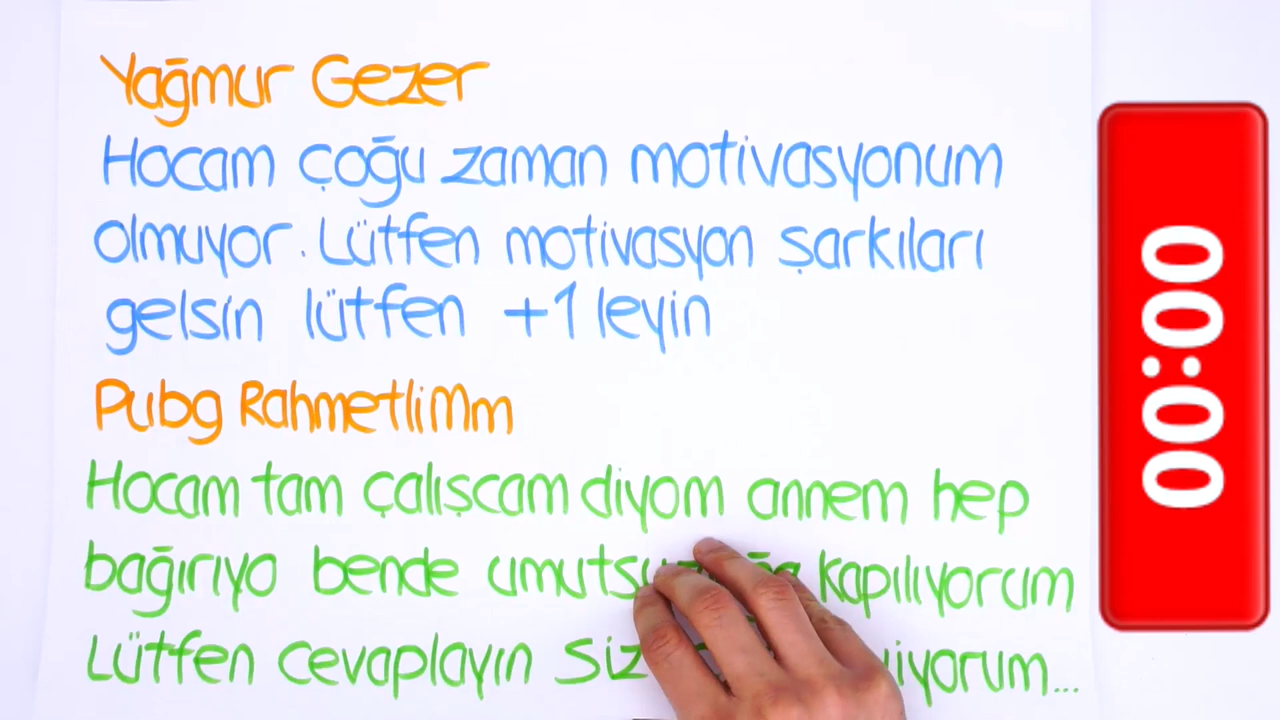 Yağmur Gezer
Hocam çoğu zaman motivasyonum
olmuyor. Lütfen motivasyon şarkıları
gelsin lütfen +1 leyin
Pubg Rahmetlimm
Hocam tam çalışcam diyom annem hep
bağırıyo bende kapılıyorum
Lütfen cevaplayın
00:00